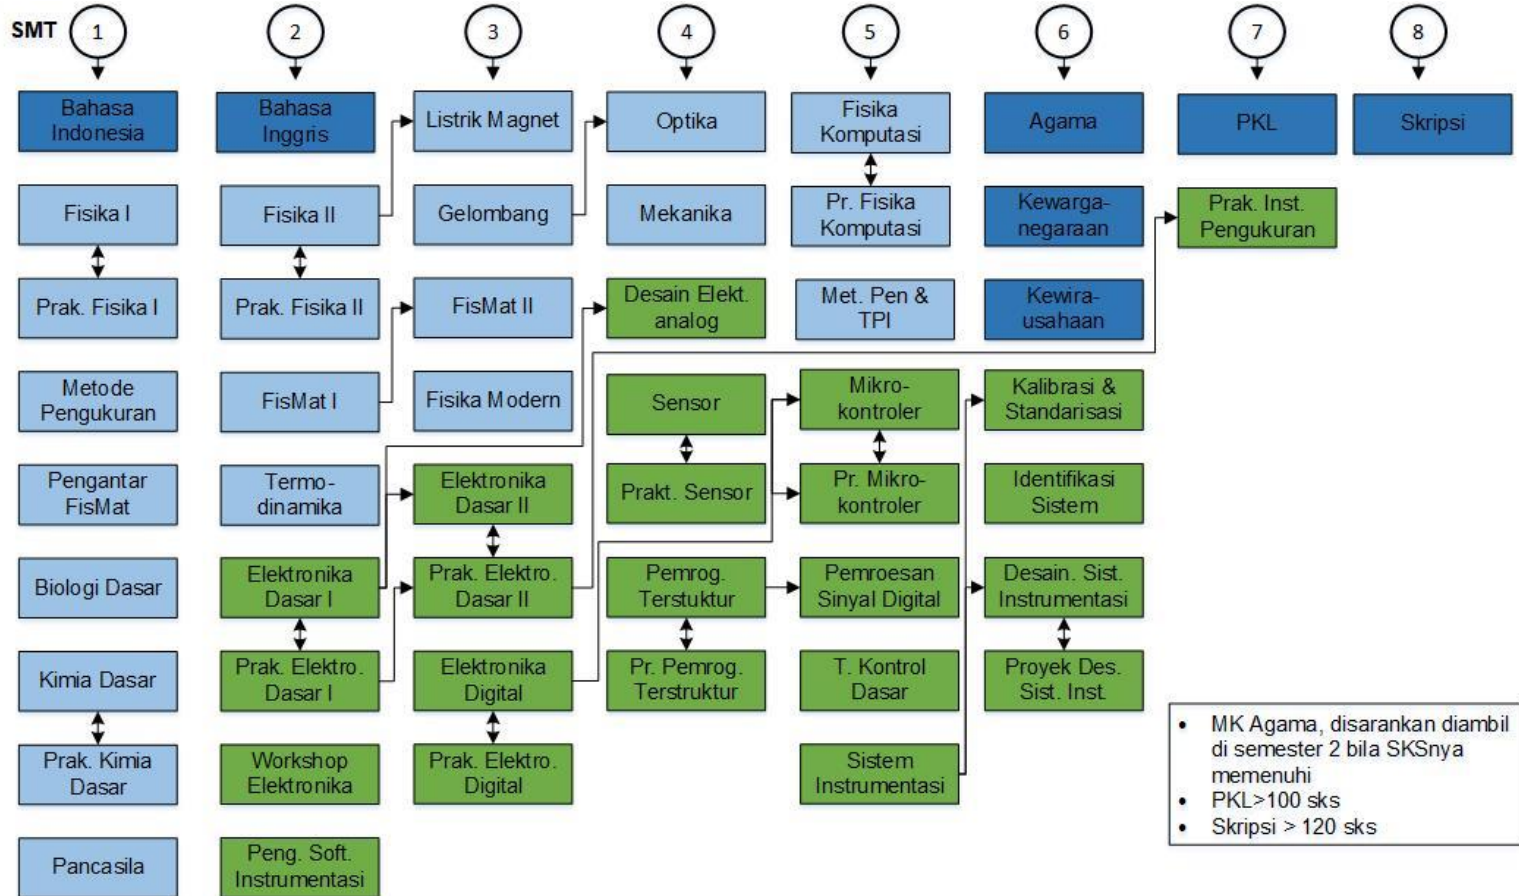 SMT
1
2
3
4
5
6
7
8
Bahasa
Indonesia
Fisika I
Prak. Fisika I
Metode
Pengukuran
Pengantar
FisMat
Biologi Dasar
Kimia Dasar
Prak. Kimia
Dasar
Pancasila
Bahasa
Inggris
Fisika II
Prak. Fisika II
FisMat I
Termo-
dinamika
Elektronika
Dasar I
Prak. Elektro.
Dasar I
Workshop
Elektronika
Peng. Soft.
Instrumentasi
Listrik Magnet
Gelombang
FisMat II
Fisika Modern
Elektronika
Dasar II
Prak. Elektro.
Dasar II
Elektronika
Digital
Prak. Elektro.
Digital
Optika
Mekanika
Desain Elekt.
analog
Sensor
Prakt. Sensor
Pemrog.
Terstuktur
Pr. Pemrog.
Terstruktur
Fisika
Komputasi
Pr. Fisika
Komputasi
Met. Pen &
TPI
Mikro-
kontroler
Pr. Mikro-
kontroler
Pemroesan
Sinyal Digital
T. Kontrol
Dasar
Sistem
Instrumentasi
Agama
Kewarga-
negaraan
Kewira-
usahaan
Kalibrasi &
Standarisasi
Identifikasi
Sistem
Desain. Sist.
Instrumentasi
Proyek Des.
Sist. Inst.
PKL
Prak. Inst.
Pengukuran
Skripsi
• MK Agama, disarankan diambil
di semester 2 bila SKSnya
memenuhi
• PKL>100 sks
• Skripsi > 120 sks